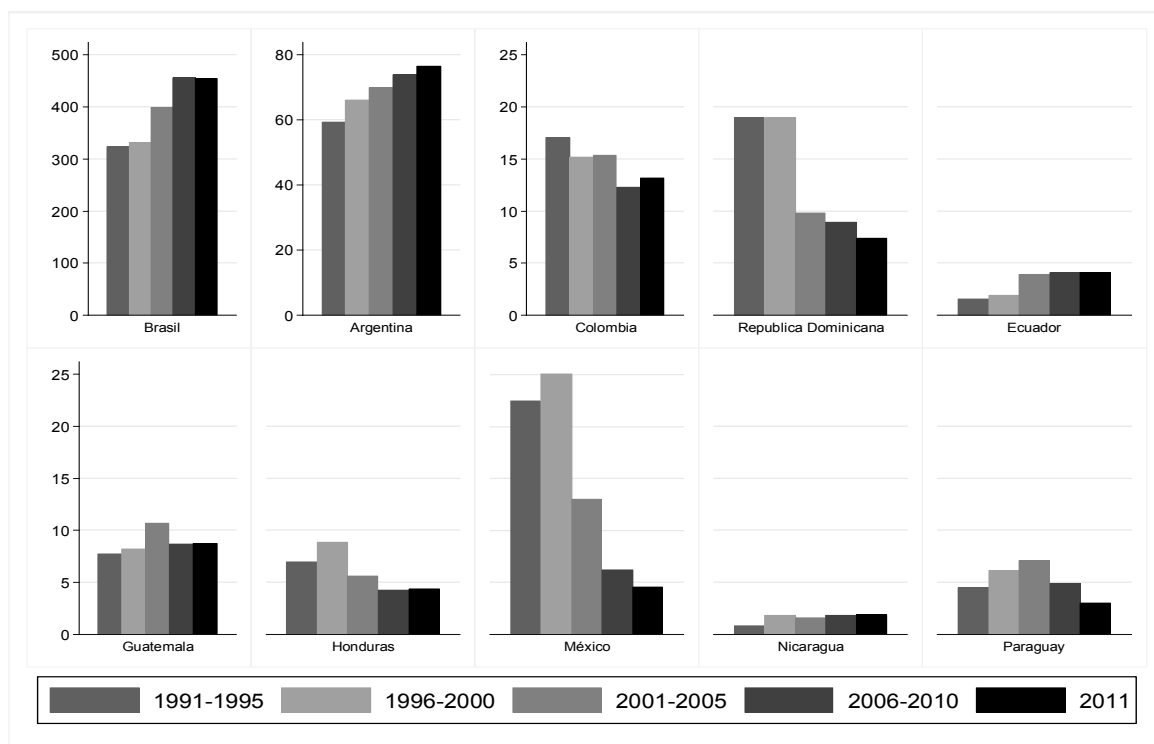 500
400
300
200
100
0
Brasil
80
60
40
20
0
Argentina
25
20
15
10
5
0
Colombia
Republica Dominicana
Ecuador
25
20
15
10
5
0
Guatemala
Honduras
México
Nicaragua
Paraguay
1991-1995 1996-2000 2001-2005 2006-2010 2011